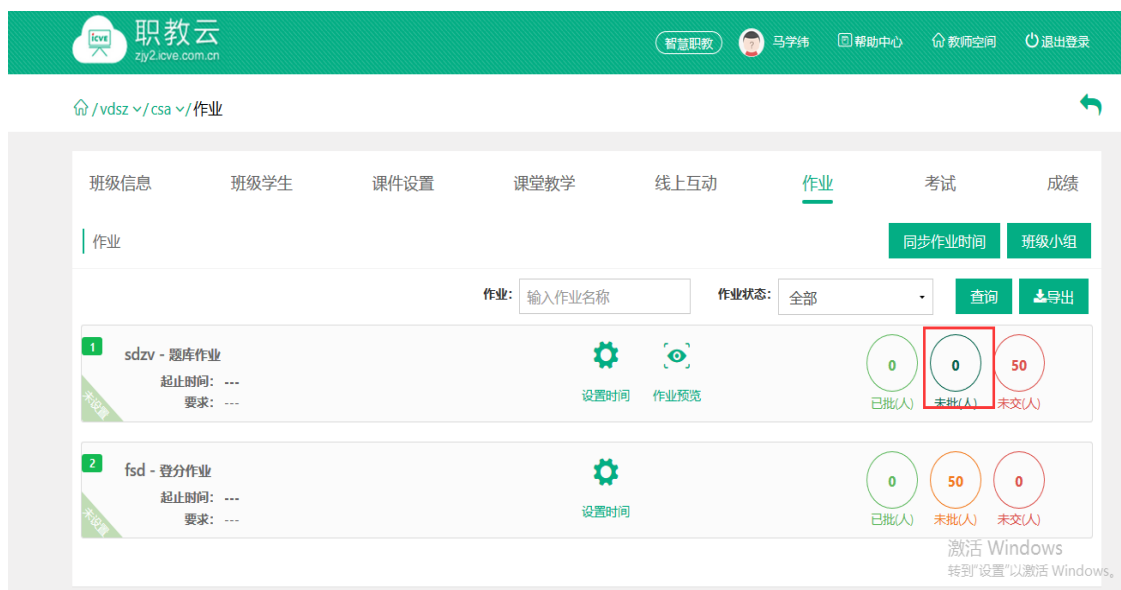 icve 职教云
zjy2.icve.com.cn
智慧职教 马学纬 帮助中心 教师空间 退出登录
/ vdsz / csa / 作业
班级信息 班级学生 课件设置 课堂教学 线上互动 作业 考试 成绩
作业 同步作业时间 班级小组
作业: 输入作业名称 作业状态: 全部 查询 导出
1 sdzv - 题库作业
起止时间: ---
要求: ---
未设置
设置时间 作业预览
0 0 50
已批(人) 未批(人) 未交(人)
2 fsd - 登分作业
起止时间: ---
要求: ---
未设置
设置时间
0 50 0
已批(人) 未批(人) 未交(人)
激活 Windows
转到"设置"以激活 Windows。